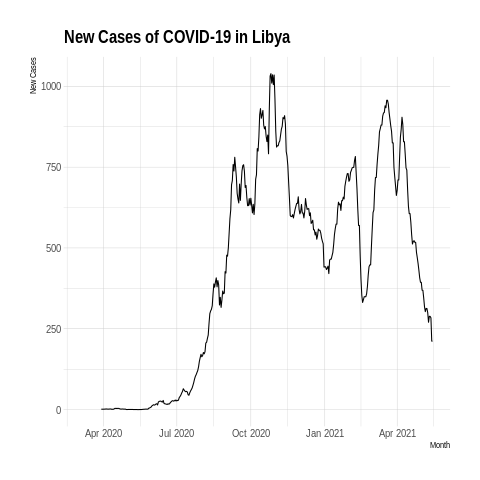 New Cases of COVID-19 in Libya
New Cases
1000
750
500
250
0
Apr 2020 Jul 2020 Oct 2020 Jan 2021 Apr 2021
Month